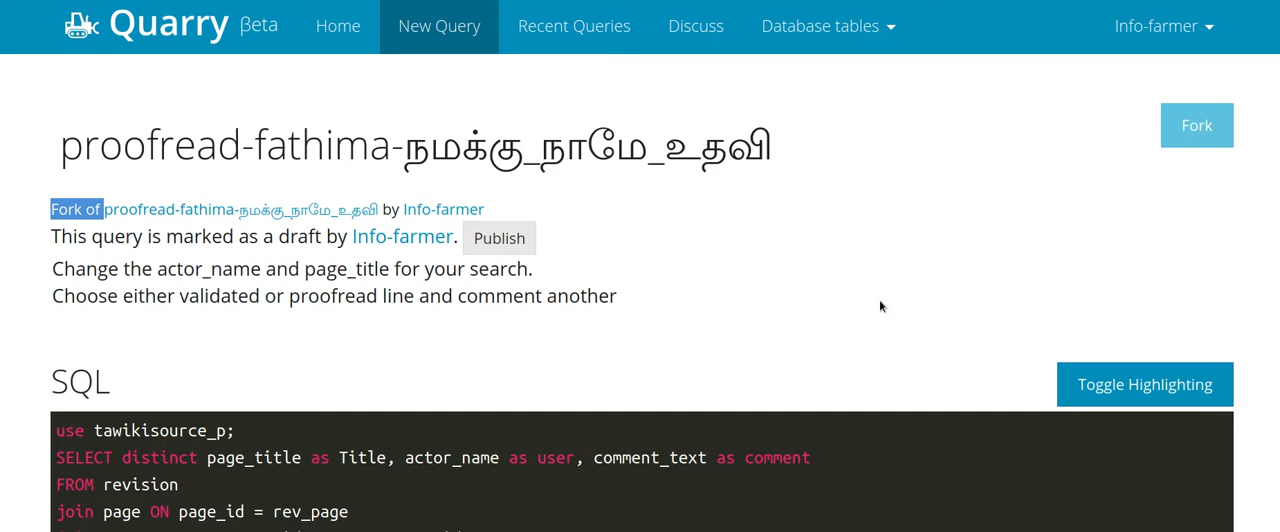 Quarry βeta Home New Query Recent Queries Discuss Database tables Info-farmer
proofread-fathima-நமக்கு_நாமே_உதவி
Fork
Fork of proofread-fathima-நமக்கு_நாமே_உதவி by Info-farmer
This query is marked as a draft by Info-farmer. Publish
Change the actor_name and page_title for your search.
Choose either validated or proofread line and comment another
SQL
Toggle Highlighting
use tawikisource_p;
SELECT distinct page_title as Title, actor_name as user, comment_text as comment
FROM revision
join page ON page_id = rev_page